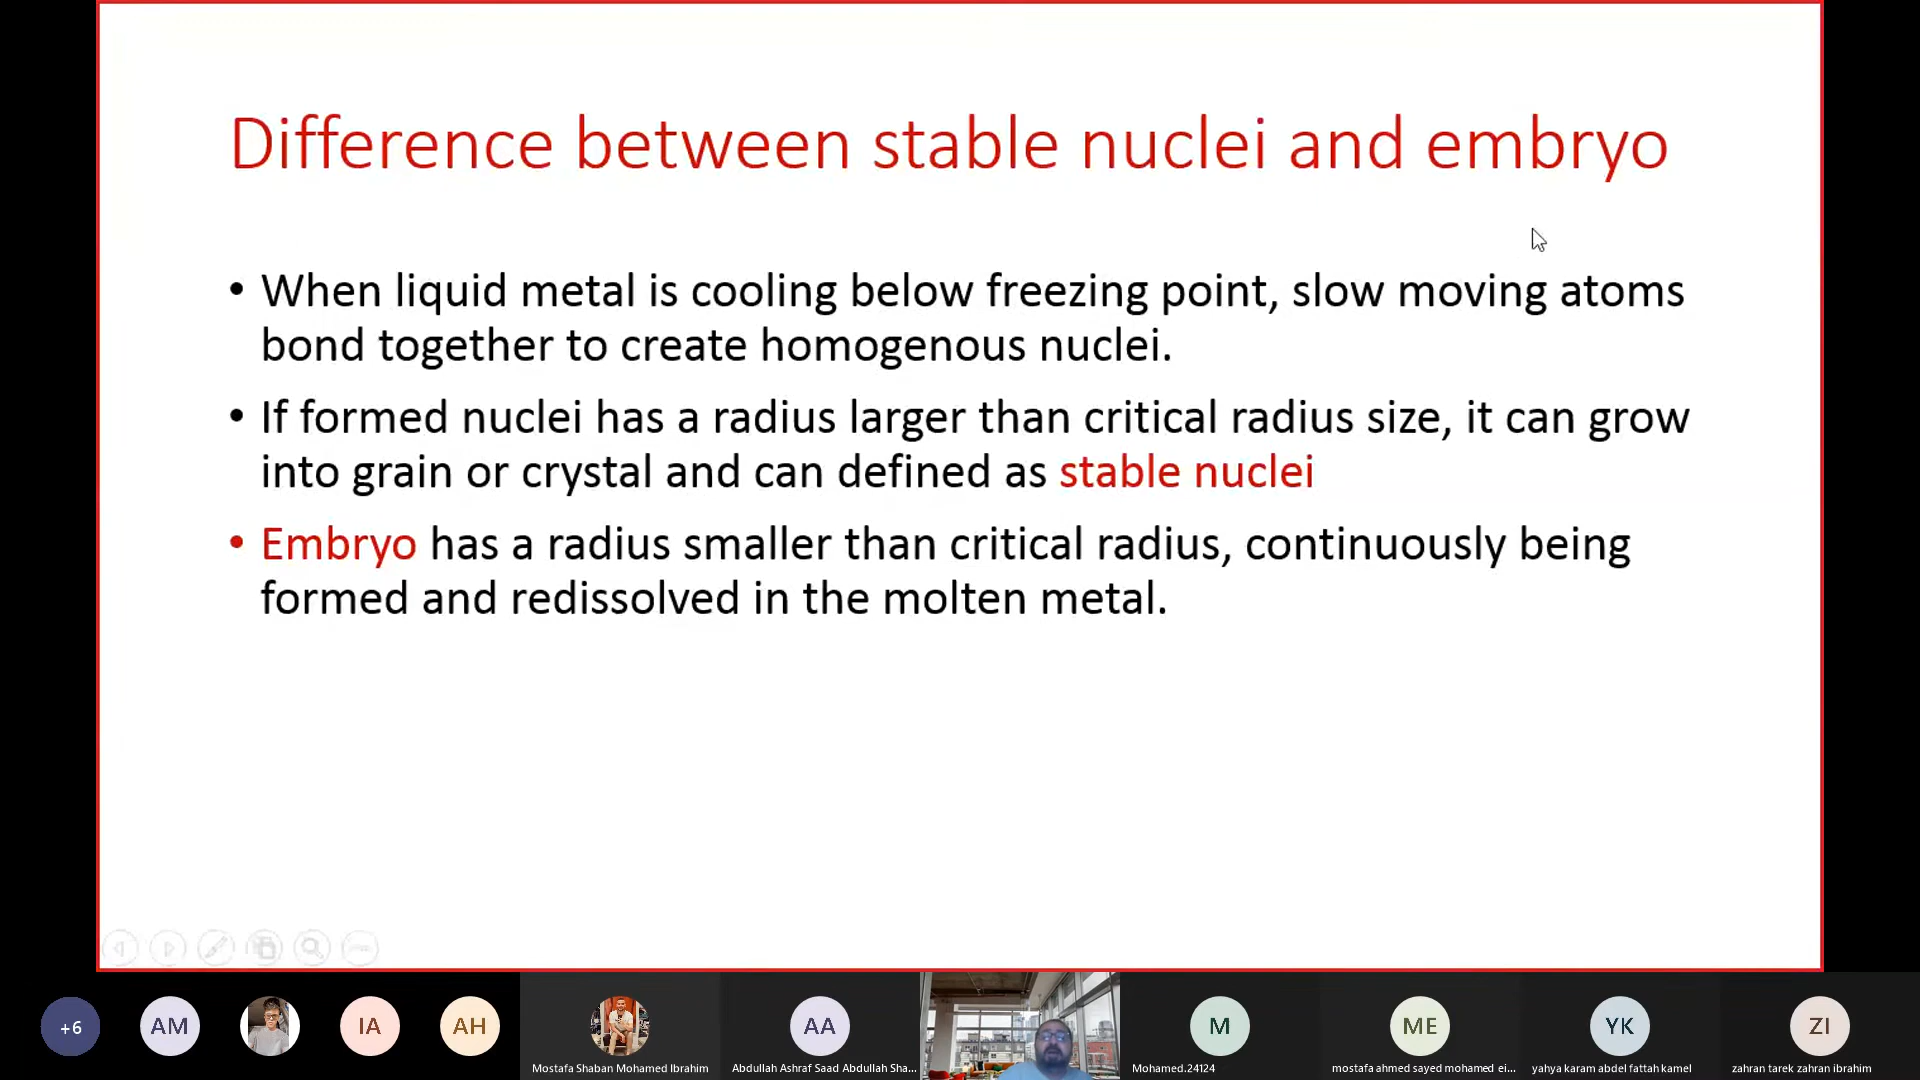 Difference between stable nuclei and embryo
• When liquid metal is cooling below freezing point, slow moving atoms
bond together to create homogenous nuclei.
• If formed nuclei has a radius larger than critical radius size, it can grow
into grain or crystal and can defined as stable nuclei
• Embryo has a radius smaller than critical radius, continuously being
formed and redissolved in the molten metal.
+6
AM
IA
AH
AA
M
ME
YK
ZI
Mostafa Shaban Mohamed Ibrahim
Abdullah Ashraf Saad Abdullah Sha...
Mohamed.24124
mostafa ahmed sayed mohamed ei...
yahya karam abdel fattah kamel
zahran tarek zahran ibrahim